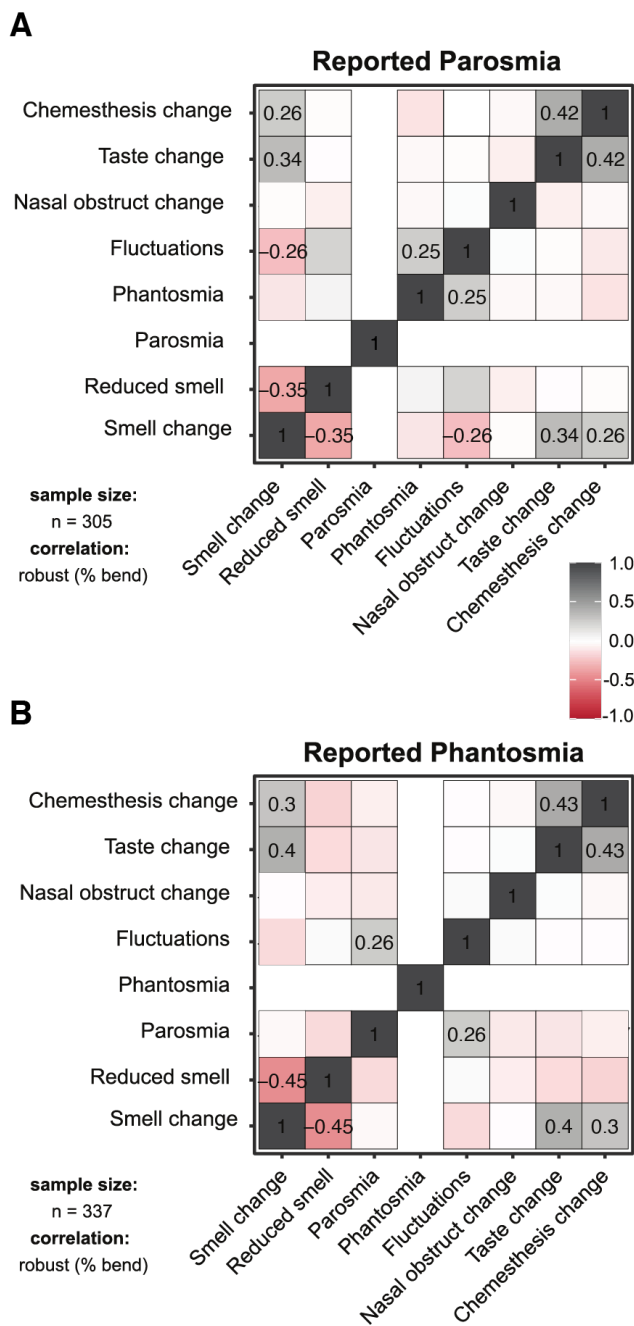 A
Reported Parosmia
Chemesthesis change 0.26 0.42 1
Taste change 0.34 1 0.42
Nasal obstruct change 1
Fluctuations −0.26 0.25 1
Phantosmia 1 0.25
Parosmia 1
Reduced smell −0.35 1
Smell change 1 −0.35 −0.26 0.34 0.26
Smell change Reduced smell Parosmia Phantosmia Fluctuations Nasal obstruct change Taste change Chemesthesis change
sample size:
n = 305
correlation:
robust (% bend)
1.0
0.5
0.0
-0.5
-1.0
B
Reported Phantosmia
Chemesthesis change 0.3 0.43 1
Taste change 0.4 1 0.43
Nasal obstruct change 1
Fluctuations 0.26 1
Phantosmia 1
Parosmia 1 0.26
Reduced smell −0.45 1
Smell change 1 −0.45 0.4 0.3
Smell change Reduced smell Parosmia Phantosmia Fluctuations Nasal obstruct change Taste change Chemesthesis change
sample size:
n = 337
correlation:
robust (% bend)